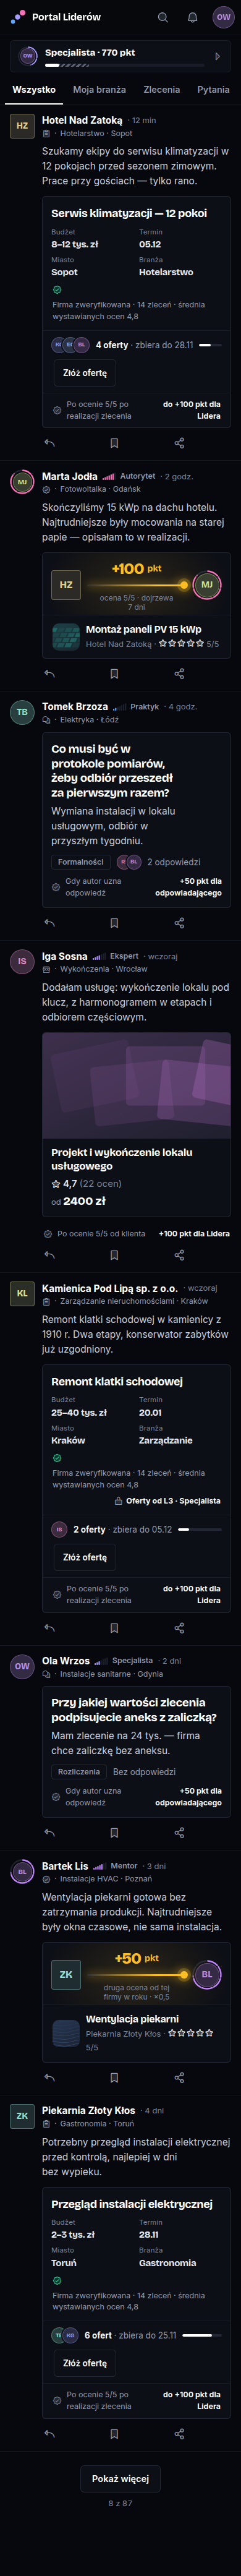 Portal Liderów
OW
OW
Specjalista · 770 pkt
Wszystko
Moja branża
Zlecenia
Pytania
HZ
Hotel Nad Zatoką · 12 min
· Hotelarstwo · Sopot
Szukamy ekipy do serwisu klimatyzacji w
12 pokojach przed sezonem zimowym.
Prace przy gościach — tylko rano.
Serwis klimatyzacji — 12 pokoi
Budżet
Termin
8–12 tys. zł
05.12
Miasto
Branża
Sopot
Hotelarstwo
Firma zweryfikowana · 14 zleceń · średnia
wystawianych ocen 4,8
BL
4 oferty · zbiera do 28.11
Złóż ofertę
Po ocenie 5/5 po
realizacji zlecenia
do +100 pkt dla
Lidera
MJ
Marta Jodła
Autorytet
· 2 godz.
· Fotowoltaika · Gdańsk
Skończyliśmy 15 kWp na dachu hotelu.
Najtrudniejsze były mocowania na starej
papie — opisałam to w realizacji.
HZ
+100 pkt
ocena 5/5 · dojrzewa
7 dni
MJ
Montaż paneli PV 15 kWp
Hotel Nad Zatoką · 5/5
TB
Tomek Brzoza
Praktyk
· 4 godz.
· Elektryka · Łódź
Co musi być w
protokole pomiarów,
żeby odbiór przeszedł
za pierwszym razem?
Wymiana instalacji w lokalu
usługowym, odbiór w
przyszłym tygodniu.
Formalności
BL
2 odpowiedzi
Gdy autor uzna
odpowiedź
+50 pkt dla
odpowiadającego
IS
Iga Sosna
Ekspert
· wczoraj
· Wykończenia · Wrocław
Dodałam usługę: wykończenie lokalu pod
klucz, z harmonogramem w etapach i
odbiorem częściowym.
Projekt i wykończenie lokalu
usługowego
4,7 (22 ocen)
od 2400 zł
Po ocenie 5/5 od klienta
+100 pkt dla Lidera
KL
Kamienica Pod Lipą sp. z o.o. · wczoraj
· Zarządzanie nieruchomościami · Kraków
Remont klatki schodowej w kamienicy z
1910 r. Dwa etapy, konserwator zabytków
już uzgodniony.
Remont klatki schodowej
Budżet
Termin
25–40 tys. zł
20.01
Miasto
Branża
Kraków
Zarządzanie
Firma zweryfikowana · 14 zleceń · średnia
wystawianych ocen 4,8
Oferty od L3 · Specjalista
IS
2 oferty · zbiera do 05.12
Złóż ofertę
Po ocenie 5/5 po
realizacji zlecenia
do +100 pkt dla
Lidera
OW
Ola Wrzos
Specjalista
· 2 dni
· Instalacje sanitarne · Gdynia
Przy jakiej wartości zlecenia
podpisujecie aneks z zaliczką?
Mam zlecenie na 24 tys. — firma
chce zaliczkę bez aneksu.
Rozliczenia
Bez odpowiedzi
Gdy autor uzna
odpowiedź
+50 pkt dla
odpowiadającego
BL
Bartek Lis
Mentor
· 3 dni
· Instalacje HVAC · Poznań
Wentylacja piekarni gotowa bez
zatrzymania produkcji. Najtrudniejsze
były okna czasowe, nie sama instalacja.
ZK
+50 pkt
druga ocena od tej
firmy w roku · ×0,5
BL
Wentylacja piekarni
Piekarnia Złoty Kłos ·
5/5
ZK
Piekarnia Złoty Kłos · 4 dni
· Gastronomia · Toruń
Potrzebny przegląd instalacji elektrycznej
przed kontrolą, najlepiej w dni
bez wypieku.
Przegląd instalacji elektrycznej
Budżet
Termin
2–3 tys. zł
28.11
Miasto
Branża
Toruń
Gastronomia
Firma zweryfikowana · 14 zleceń · średnia
wystawianych ocen 4,8
KG
6 ofert · zbiera do 25.11
Złóż ofertę
Po ocenie 5/5 po
realizacji zlecenia
do +100 pkt dla
Lidera
Pokaż więcej
8 z 87